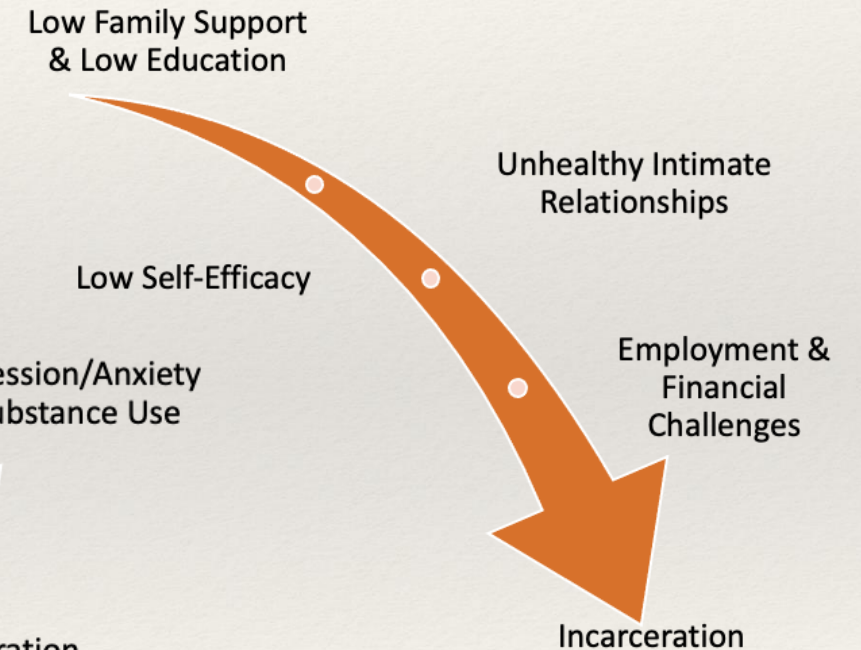 Low Family Support
& Low Education
Unhealthy Intimate
Relationships
Low Self-Efficacy
Employment &
Financial
Challenges
ession/Anxiety
ubstance Use
Incarceration
ration